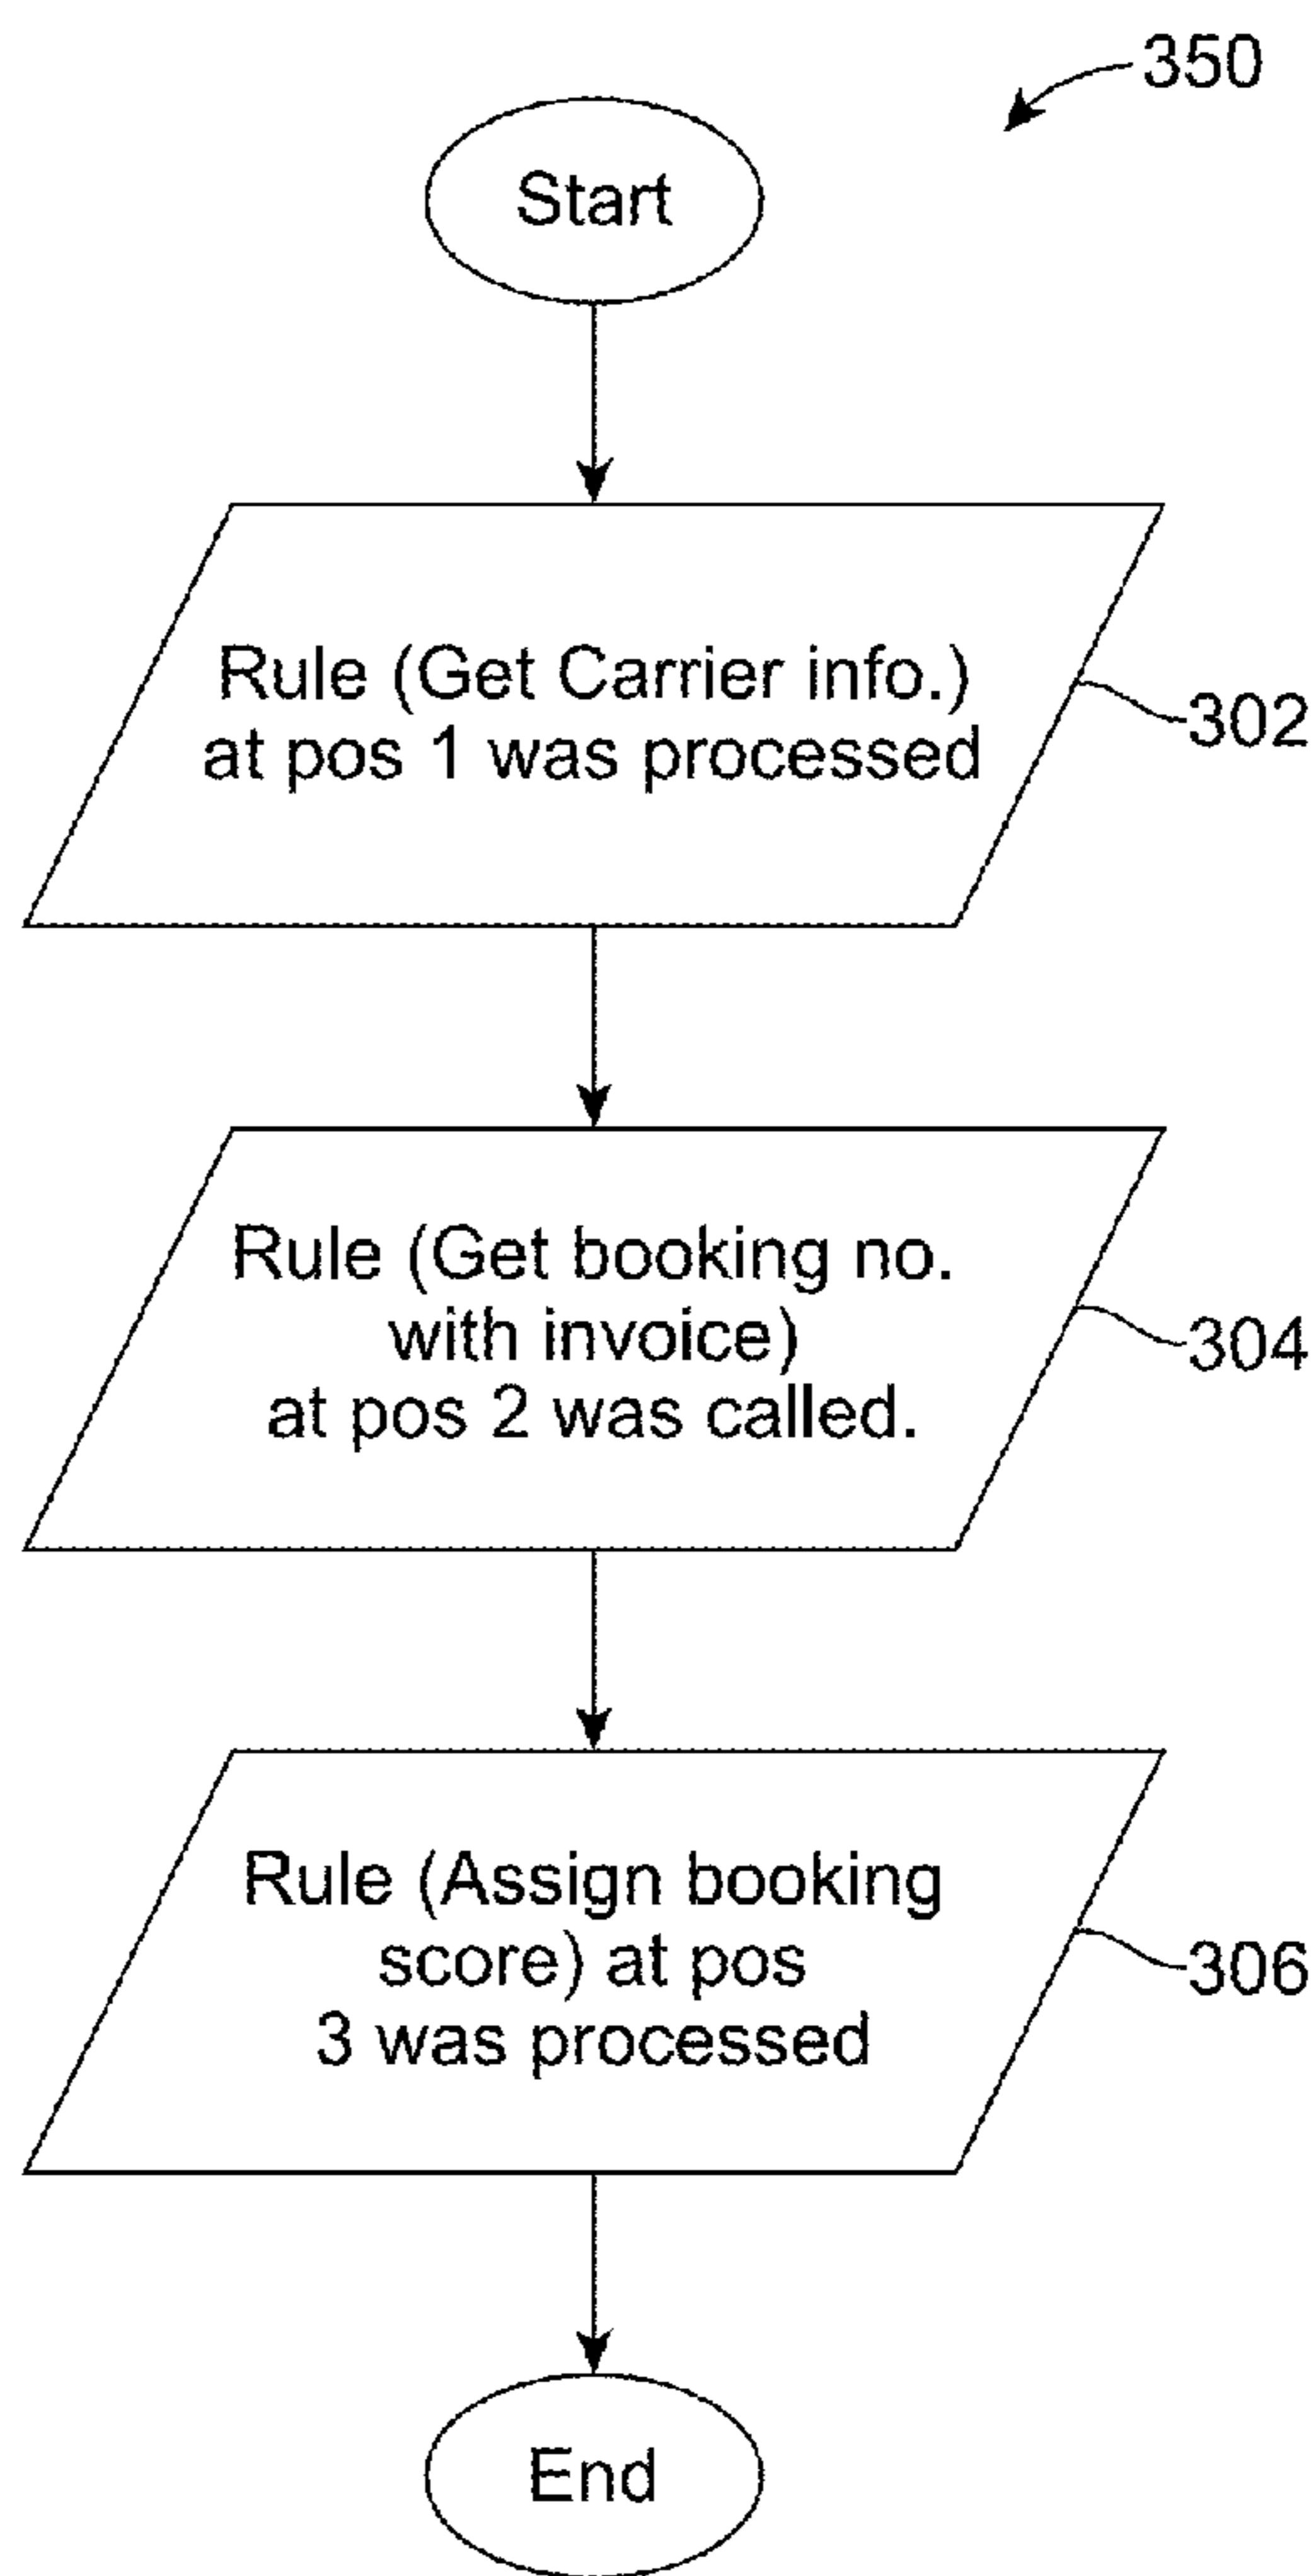 350
Start
Rule (Get Carrier info.)
at pos 1 was processed
302
Rule (Get booking no.
with invoice)
at pos 2 was called.
304
Rule (Assign booking
score) at pos
3 was processed
306
End